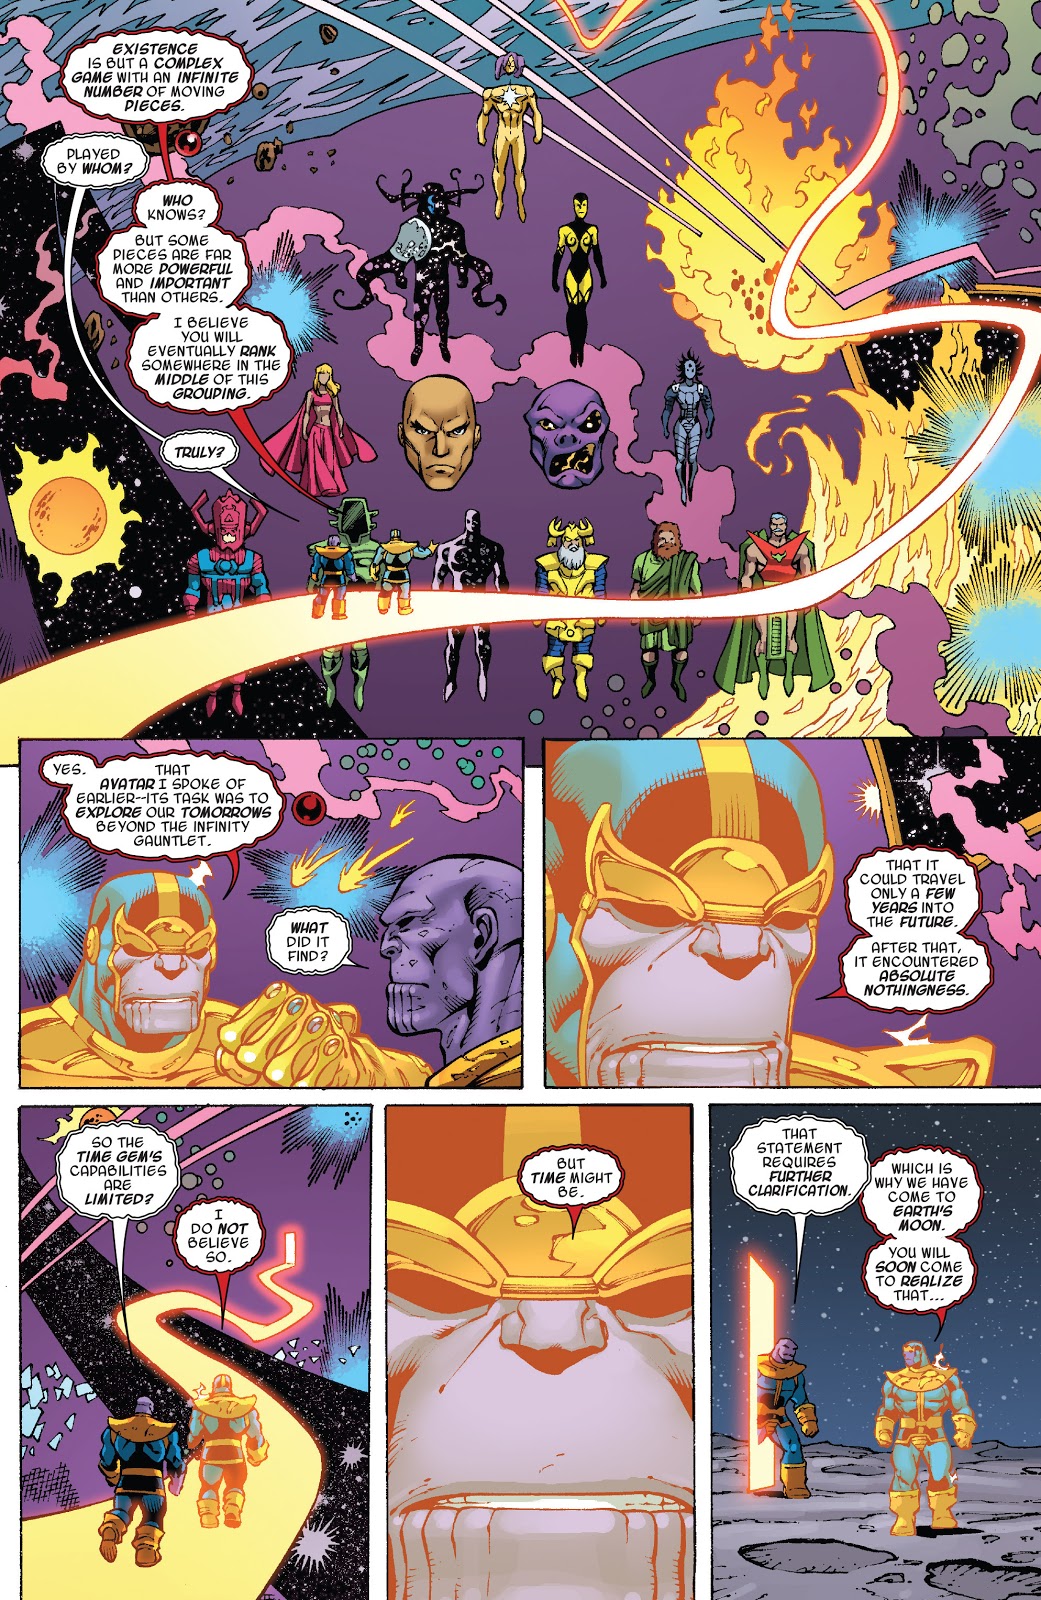 EXISTENCE
IS BUT A COMPLEX
GAME WITH AN INFINITE
NUMBER OF MOVING
PIECES.
PLAYED
BY WHOM?
WHO
KNOWS?
BUT SOME
PIECES ARE FAR
MORE POWERFUL
AND IMPORTANT
THAN OTHERS.
I BELIEVE
YOU WILL
EVENTUALLY RANK
SOMEWHERE IN THE
MIDDLE OF THIS
GROUPING.
TRULY?
YES.
THAT
AVATAR I SPOKE OF
EARLIER--ITS TASK WAS TO
EXPLORE OUR TOMORROWS
BEYOND THE INFINITY
GAUNTLET.
WHAT
DID IT
FIND?
THAT IT
COULD TRAVEL
ONLY A FEW
YEARS INTO
THE FUTURE.
AFTER THAT,
IT ENCOUNTERED
ABSOLUTE
NOTHINGNESS.
SO THE
TIME GEM'S
CAPABILITIES
ARE
LIMITED?
I
DO NOT
BELIEVE
SO.
BUT
TIME MIGHT
BE.
THAT
STATEMENT
REQUIRES
FURTHER
CLARIFICATION.
WHICH IS
WHY WE HAVE
COME TO
EARTH'S
MOON.
YOU WILL
SOON COME
TO REALIZE
THAT...